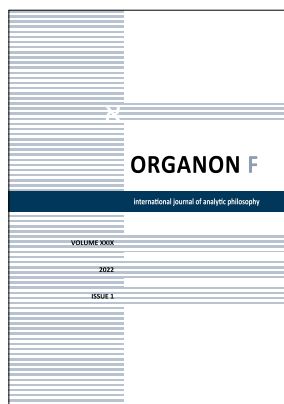 ORGANON F
international journal of analytic philosophy
VOLUME XXIX
2022
ISSUE 1